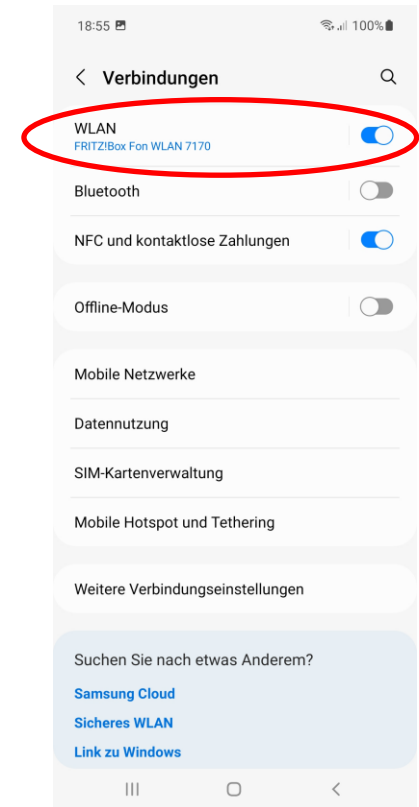 18:55 100%
Verbindungen
WLAN
FRITZ!Box Fon WLAN 7170
Bluetooth
NFC und kontaktlose Zahlungen
Offline-Modus
Mobile Netzwerke
Datennutzung
SIM-Kartenverwaltung
Mobile Hotspot und Tethering
Weitere Verbindungseinstellungen
Suchen Sie nach etwas Anderem?
Samsung Cloud
Sicheres WLAN
Link zu Windows